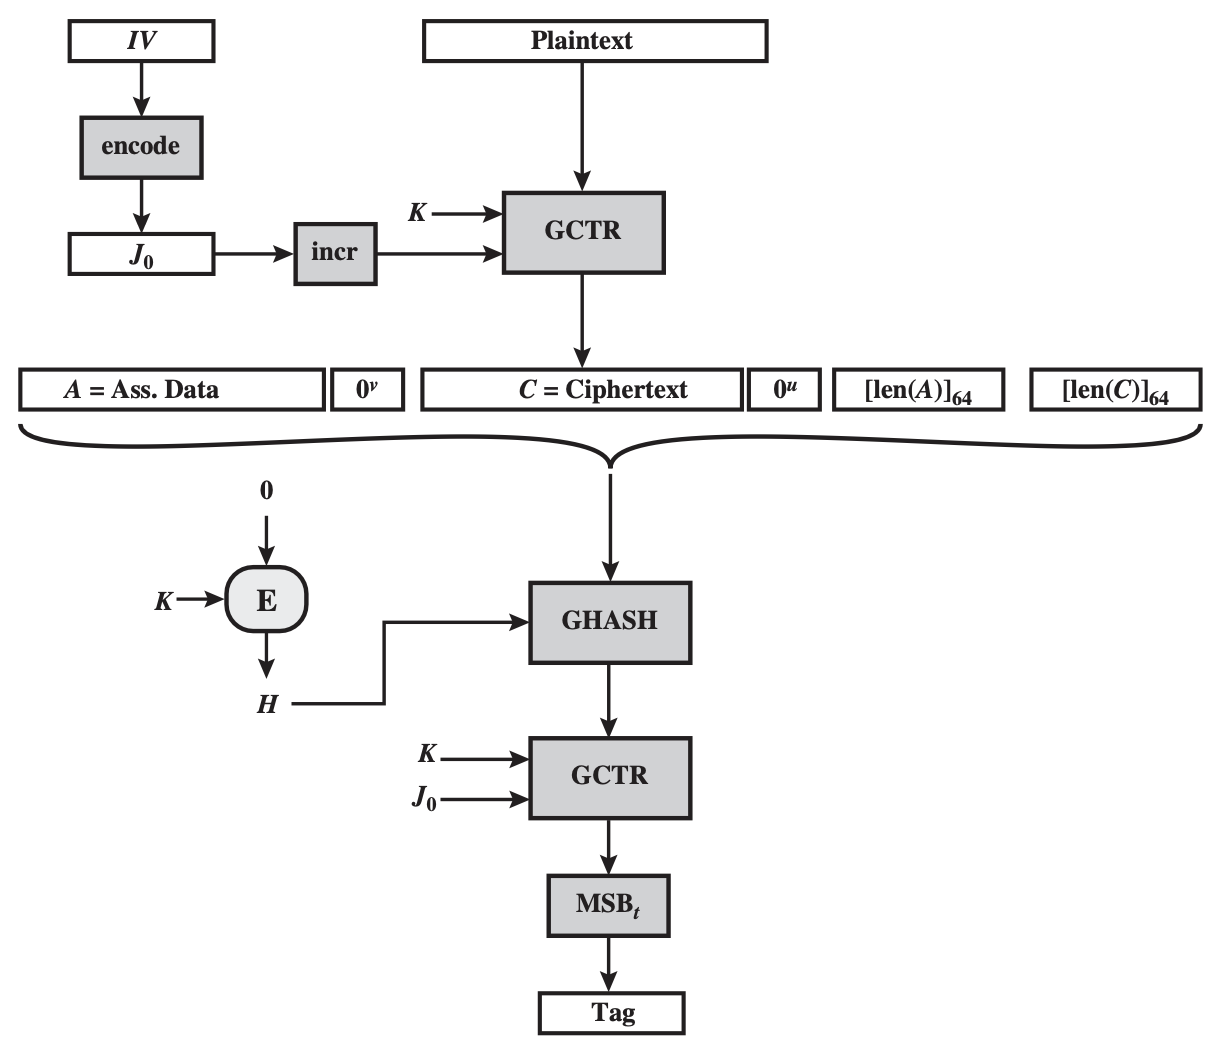 IV
Plaintext
encode
K
GCTR
J₀
incr
A = Ass. Data
0ᵛ
C = Ciphertext
0ᵘ
[len(A)]₆₄
[len(C)]₆₄
0
K
E
H
GHASH
K
J₀
GCTR
MSBₜ
Tag